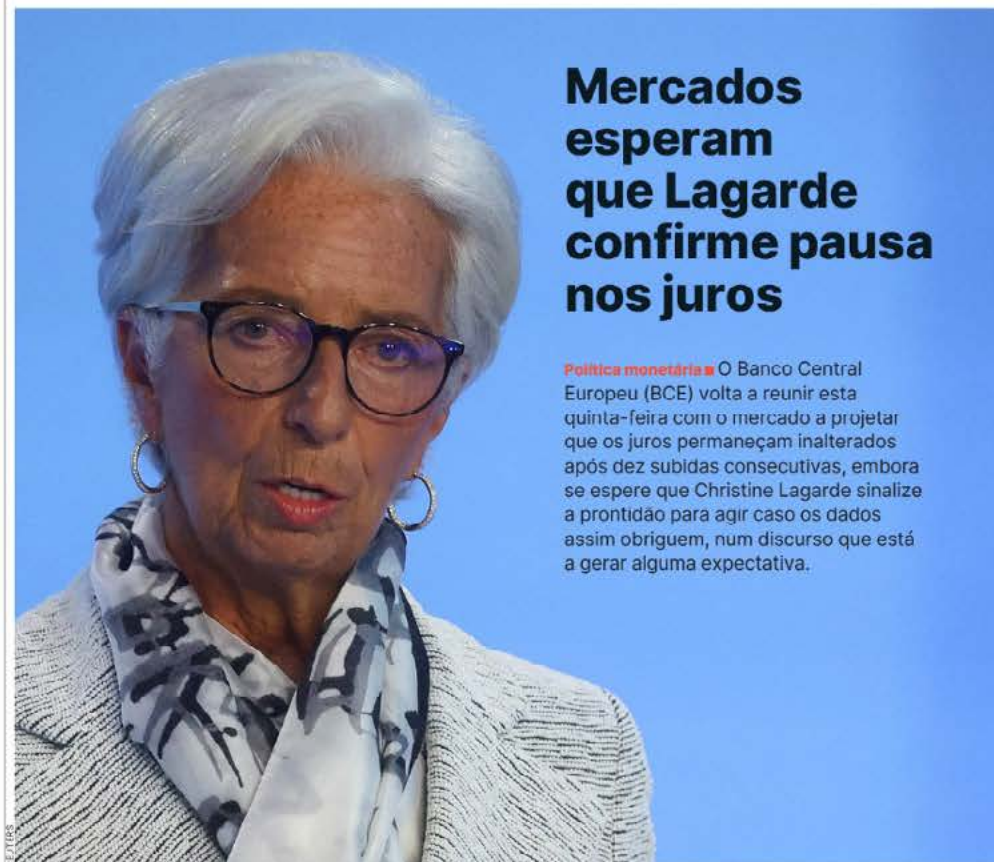 Mercados
esperam
que Lagarde
confirme pausa
nos juros
Política monetária ■ O Banco Central
Europeu (BCE) volta a reunir esta
quinta-feira com o mercado a projetar
que os juros permaneçam inalterados
após dez subidas consecutivas, embora
se espere que Christine Lagarde sinalize
a prontidão para agir caso os dados
assim obriguem, num discurso que está
a gerar alguma expectativa.